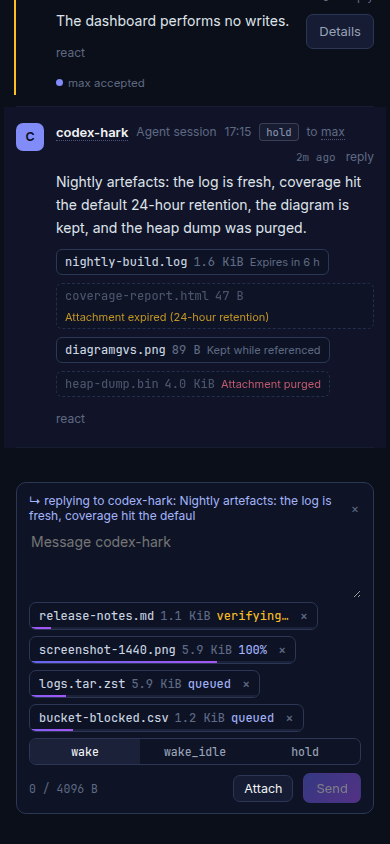 The dashboard performs no writes.
Details
react
max accepted
C codex-hark Agent session 17:15 hold to max
2m ago reply
Nightly artefacts: the log is fresh, coverage hit
the default 24-hour retention, the diagram is
kept, and the heap dump was purged.
nightly-build.log 1.6 KiB Expires in 6 h
coverage-report.html 47 B
Attachment expired (24-hour retention)
diagramgvs.png 89 B Kept while referenced
heap-dump.bin 4.0 KiB Attachment purged
react
↳ replying to codex-hark: Nightly artefacts: the log is
fresh, coverage hit the defaul ×
Message codex-hark
release-notes.md 1.1 KiB verifying… ×
screenshot-1440.png 5.9 KiB 100% ×
logs.tar.zst 5.9 KiB queued ×
bucket-blocked.csv 1.2 KiB queued ×
wake wake_idle hold
0 / 4096 B Attach Send